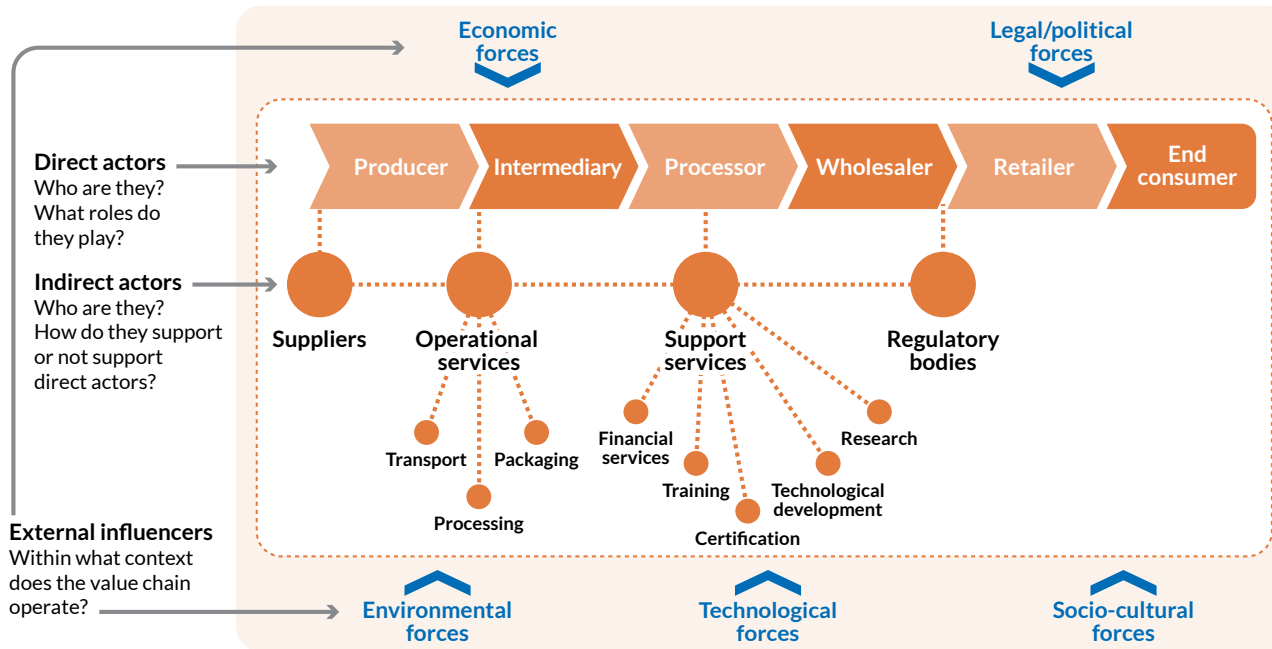 Economic
forces
Legal/political
forces
Direct actors
Who are they?
What roles do
they play?
Producer
Intermediary
Processor
Wholesaler
Retailer
End
consumer
Indirect actors
Who are they?
How do they support
or not support
direct actors?
Suppliers
Operational
services
Support
services
Regulatory
bodies
Transport
Packaging
Processing
Financial
services
Training
Certification
Technological
development
Research
External influencers
Within what context
does the value chain
operate?
Environmental
forces
Technological
forces
Socio-cultural
forces